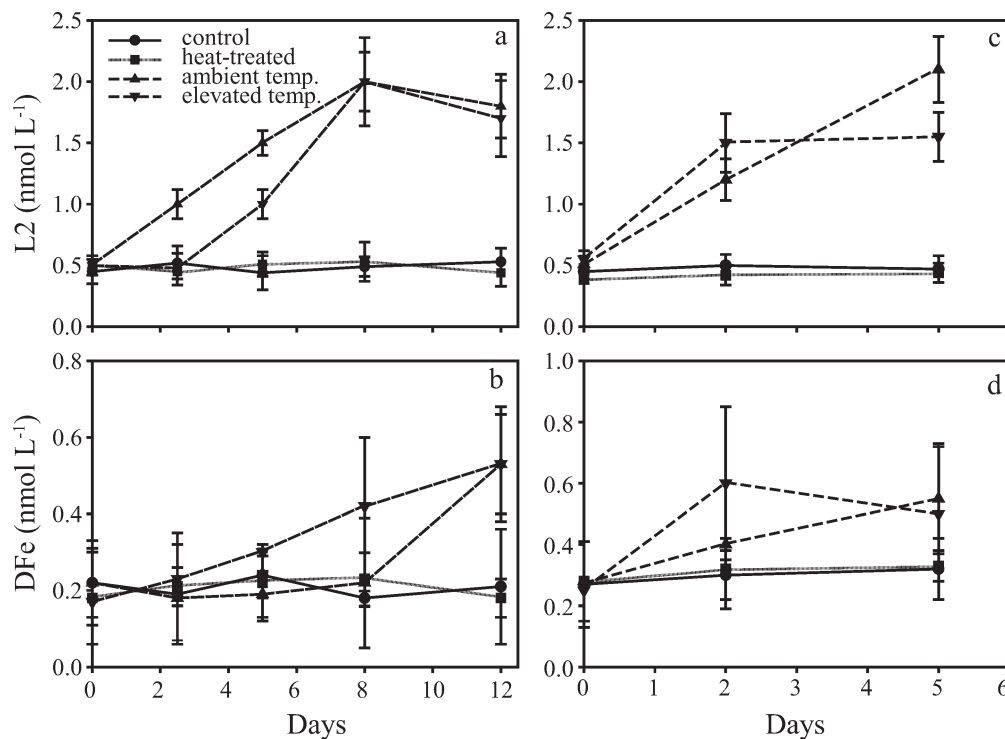 2.5
2.0
1.5
1.0
0.5
0.0
L2 (nmol L-1)
control
heat-treated
ambient temp.
elevated temp.
a
2.5
2.0
1.5
1.0
0.5
0.0
c
0.8
0.6
0.4
0.2
0.0
DFe (nmol L-1)
b
0 2 4 6 8 10 12
Days
1.0
0.8
0.6
0.4
0.2
0.0
d
0 1 2 2 4 5 6
Days